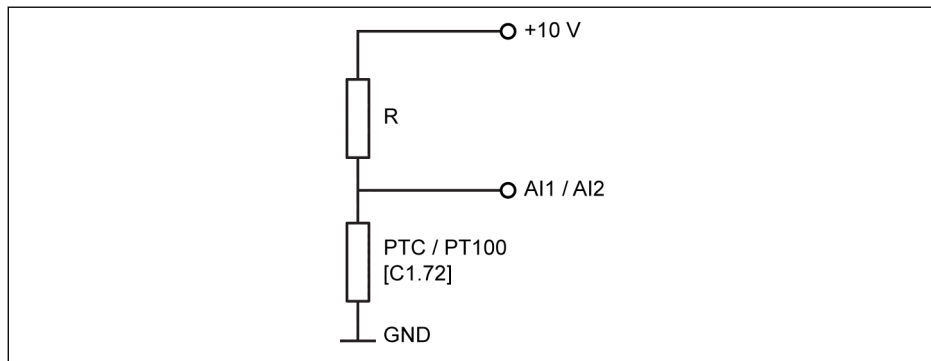 +10 V
R
AI1 / AI2
PTC / PT100
[C1.72]
GND